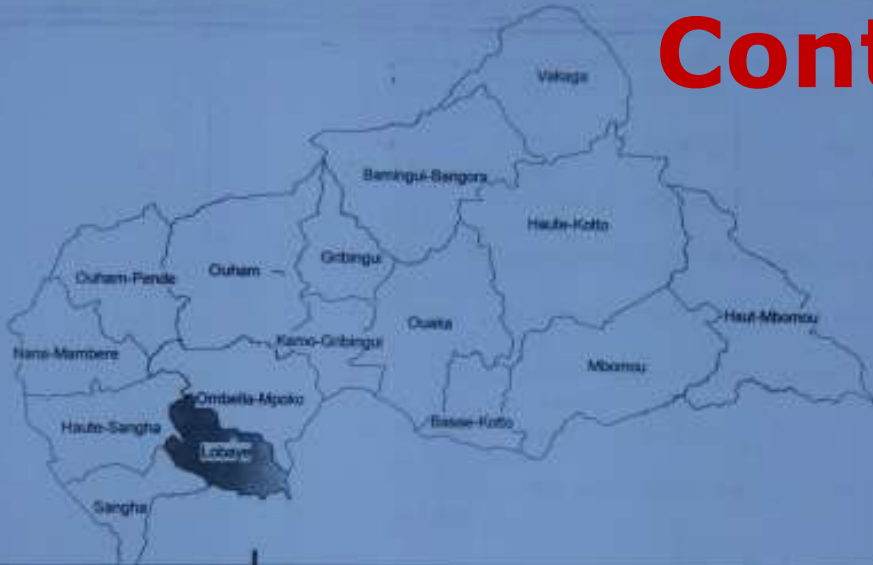 Cont
Vakaga
Bamingui-Bangora
Haute-Kotto
Gribingui
Ouham
Ouham-Pende
Ouaka
Haut-Mbomou
Kemo-Gribingui
Nana-Mambere
Mbomou
Ombella-Mpoko
Basse-Kotto
Haute-Sangha
Lobaye
Sangha